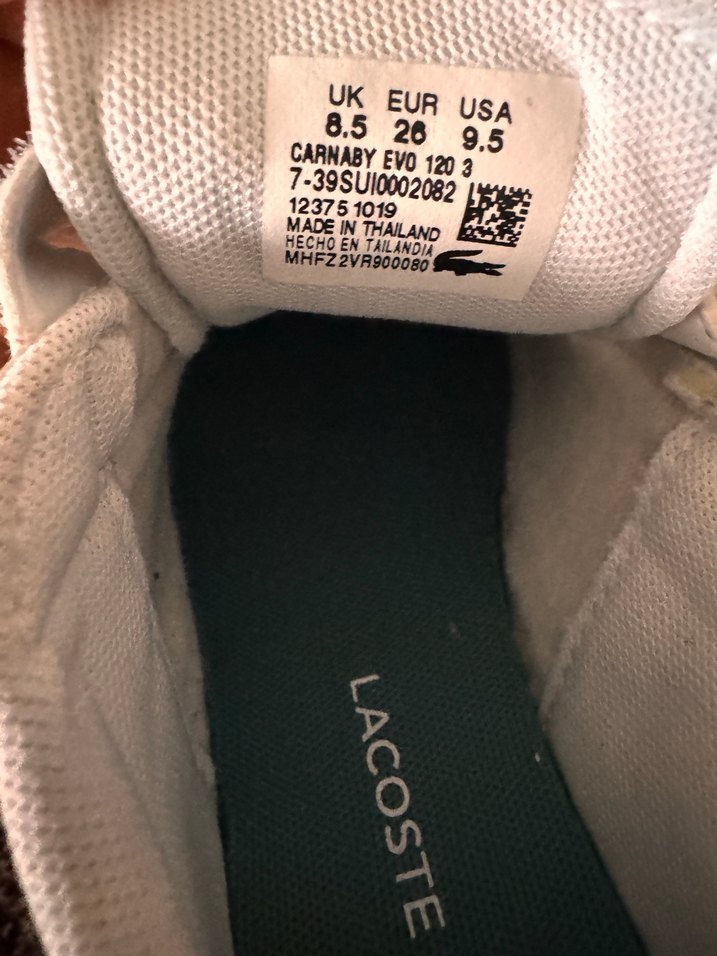 UK EUR USA
8.5 26 9.5
CARNABY EVO 120 3
7-39SUI0002082
12375 1019
MADE IN THAILAND
HECHO EN TAILANDIA
MHFZ2VR900080
LACOSTE